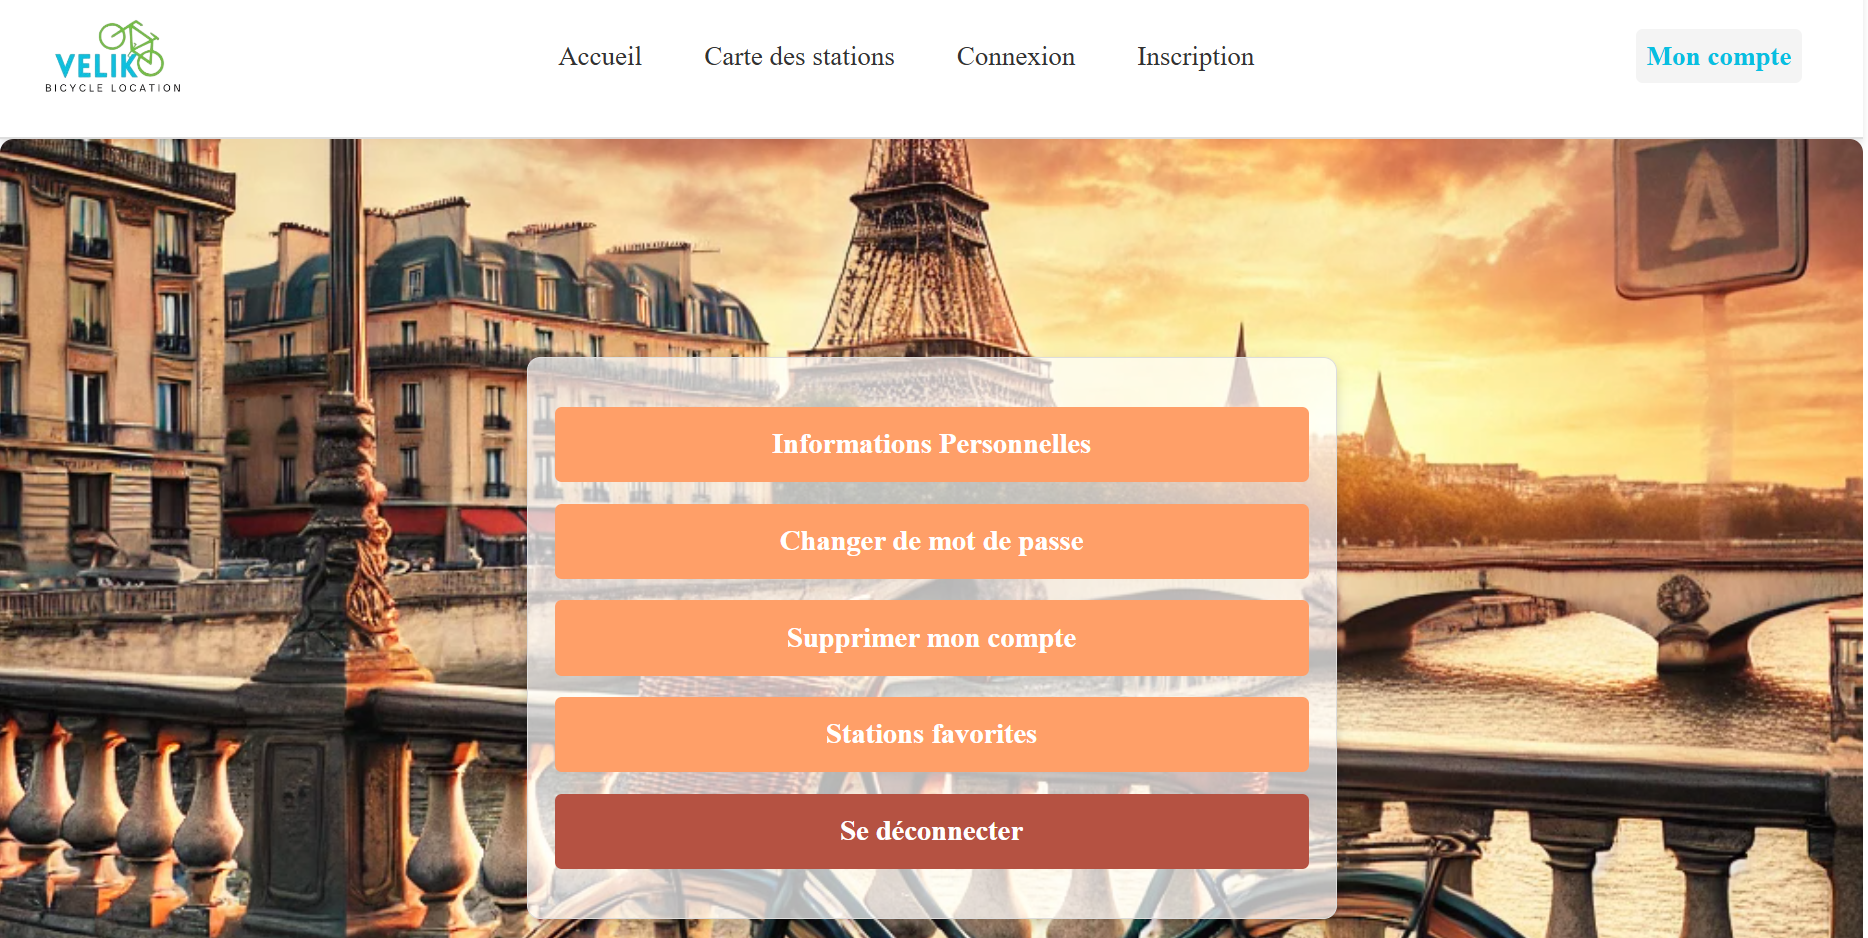 VELIKO
BICYCLE LOCATION
Accueil
Carte des stations
Connexion
Inscription
Mon compte
A
Informations Personnelles
Changer de mot de passe
Supprimer mon compte
Stations favorites
Se déconnecter